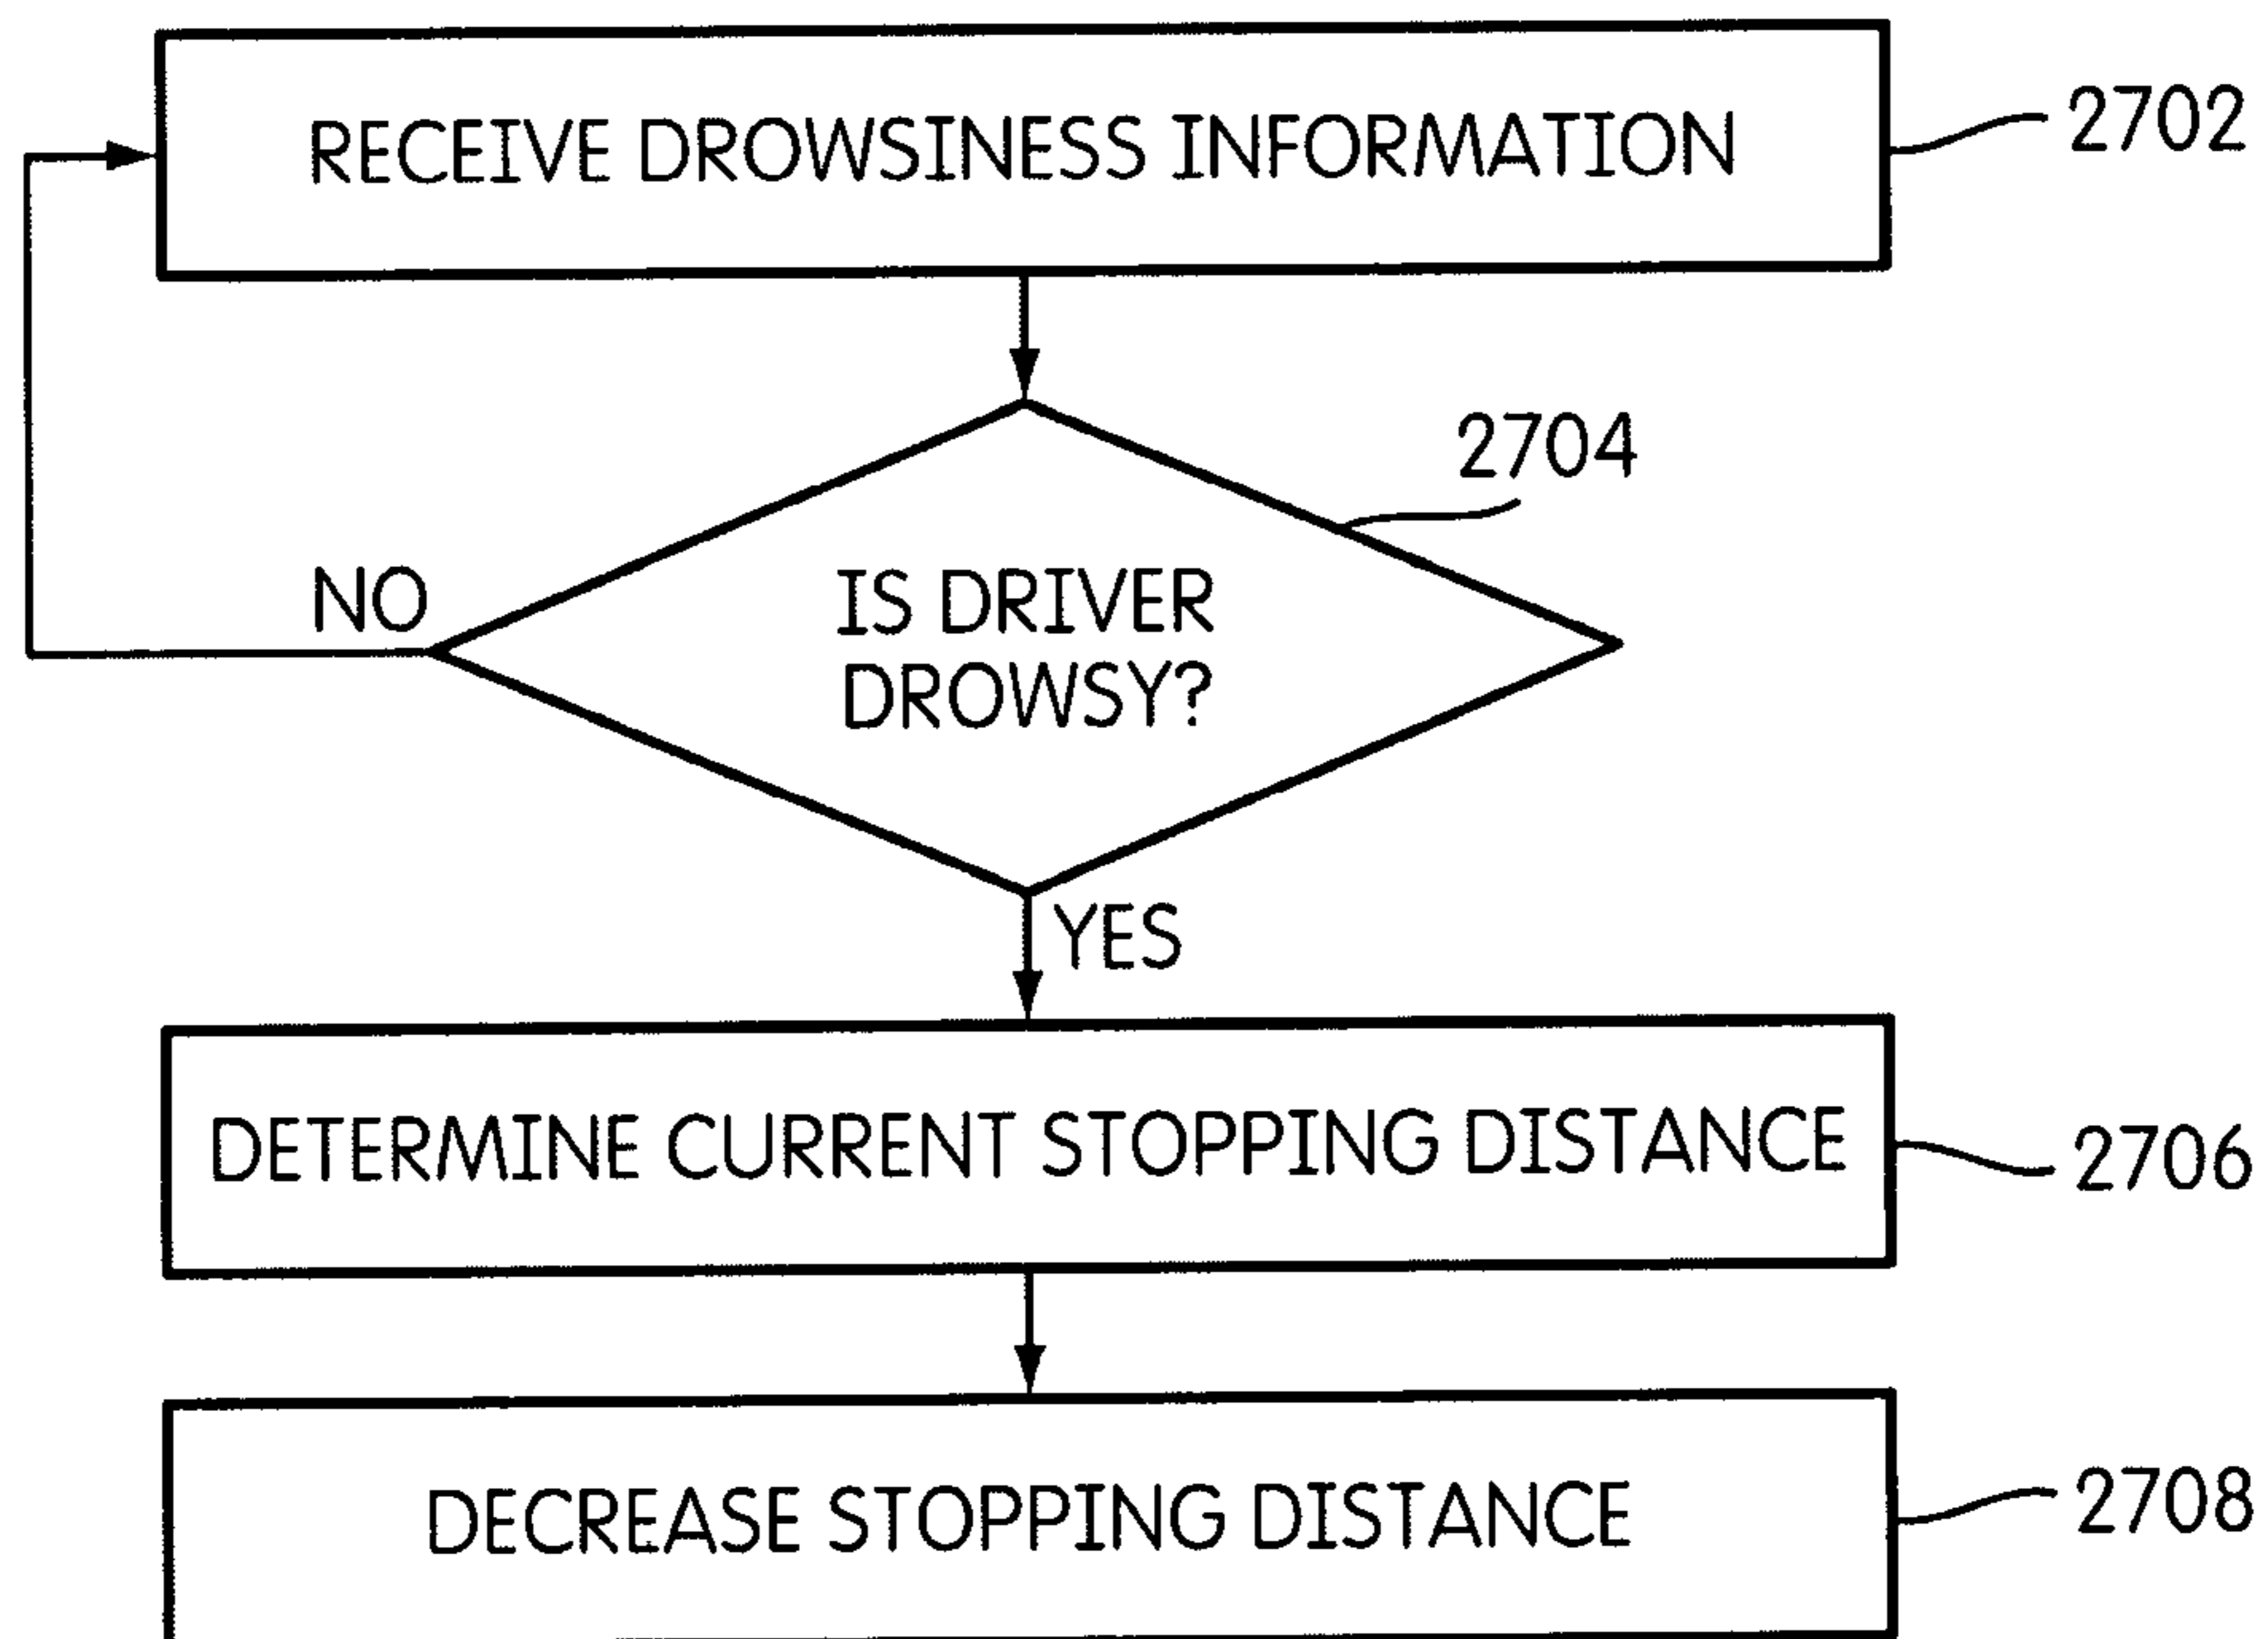 RECEIVE DROWSINESS INFORMATION
2702
2704
NO
IS DRIVER
DROWSY?
YES
DETERMINE CURRENT STOPPING DISTANCE
2706
DECREASE STOPPING DISTANCE
2708